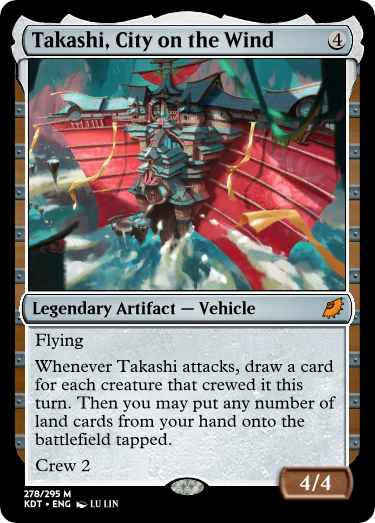 Takashi, City on the Wind 4
Legendary Artifact — Vehicle
Flying
Whenever Takashi attacks, draw a card
for each creature that crewed it this
turn. Then you may put any number of
land cards from your hand onto the
battlefield tapped.
Crew 2
4/4
278/295 M
KDT • ENG LU LIN